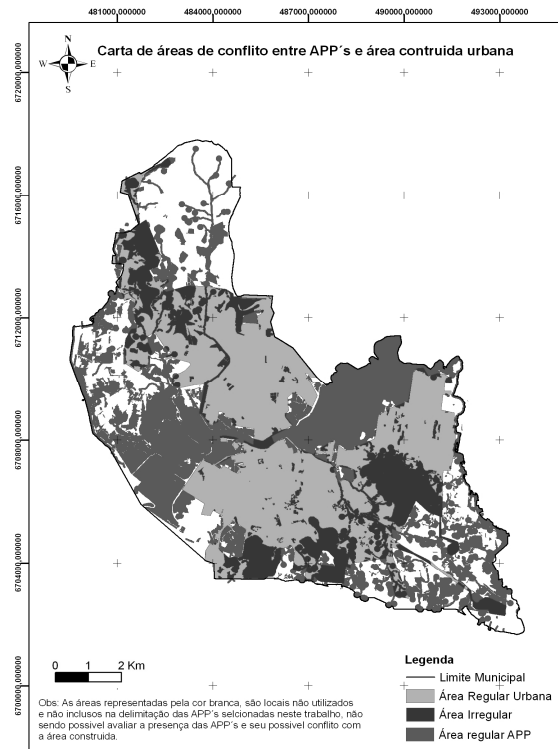 481000,000000 484000,000000 487000,000000 490000,000000 493000,000000
Carta de áreas de conflito entre APP´s e área contruida urbana
N
W E
S
6720000,000000
6716000,000000
6712000,000000
6708000,000000
6704000,000000
6700000,000000
0 1 2 Km
Obs: As áreas representadas pela cor branca, são locais não utilizados
e não inclusos na delimitação das APP´s selcionadas neste trabalho, não
sendo possivel avaliar a presença das APP´s e seu possivel conflito com
a área construida.
Legenda
Limite Municipal
Área Regular Urbana
Área Irregular
Área regular APP